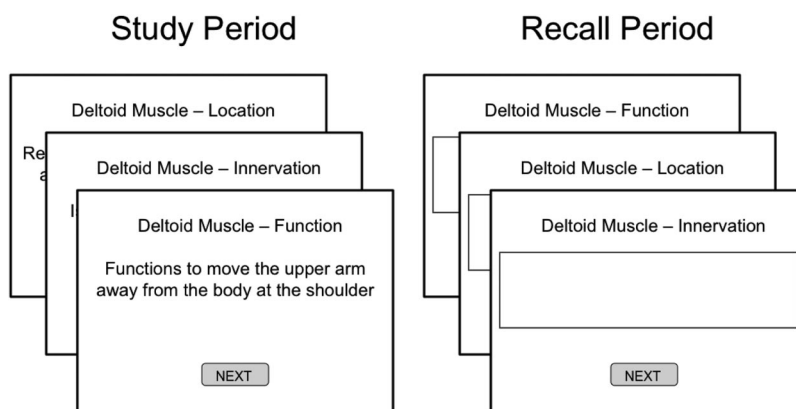 Study Period
Deltoid Muscle – Location
Re
a
Deltoid Muscle – Innervation
Deltoid Muscle – Function
Functions to move the upper arm
away from the body at the shoulder
NEXT
Recall Period
Deltoid Muscle – Function
Deltoid Muscle – Location
Deltoid Muscle – Innervation
NEXT